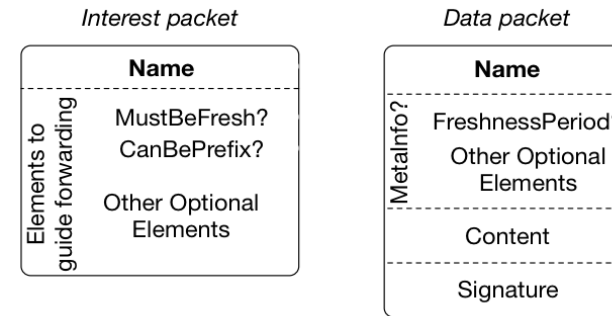 Interest packet
Name
Elements to
guide forwarding
MustBeFresh?
CanBePrefix?
Other Optional
Elements
Data packet
Name
MetaInfo?
FreshnessPeriod?
Other Optional
Elements
Content
Signature